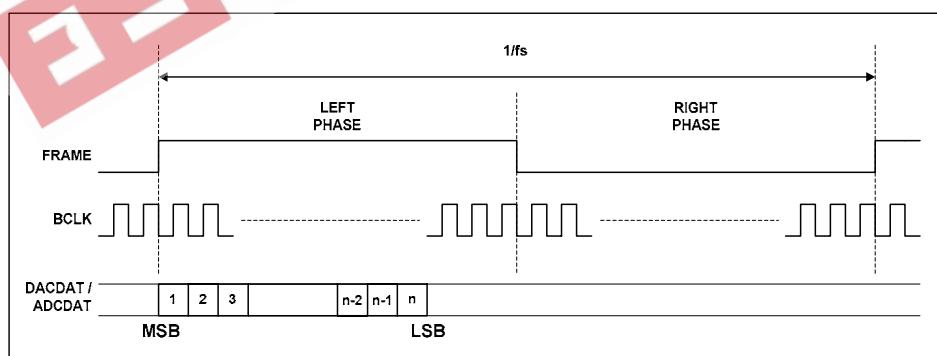 1/fs
LEFT
PHASE
RIGHT
PHASE
FRAME
BCLK
DACDAT /
ADCDAT
1 2 3 n-2 n-1 n
MSB LSB